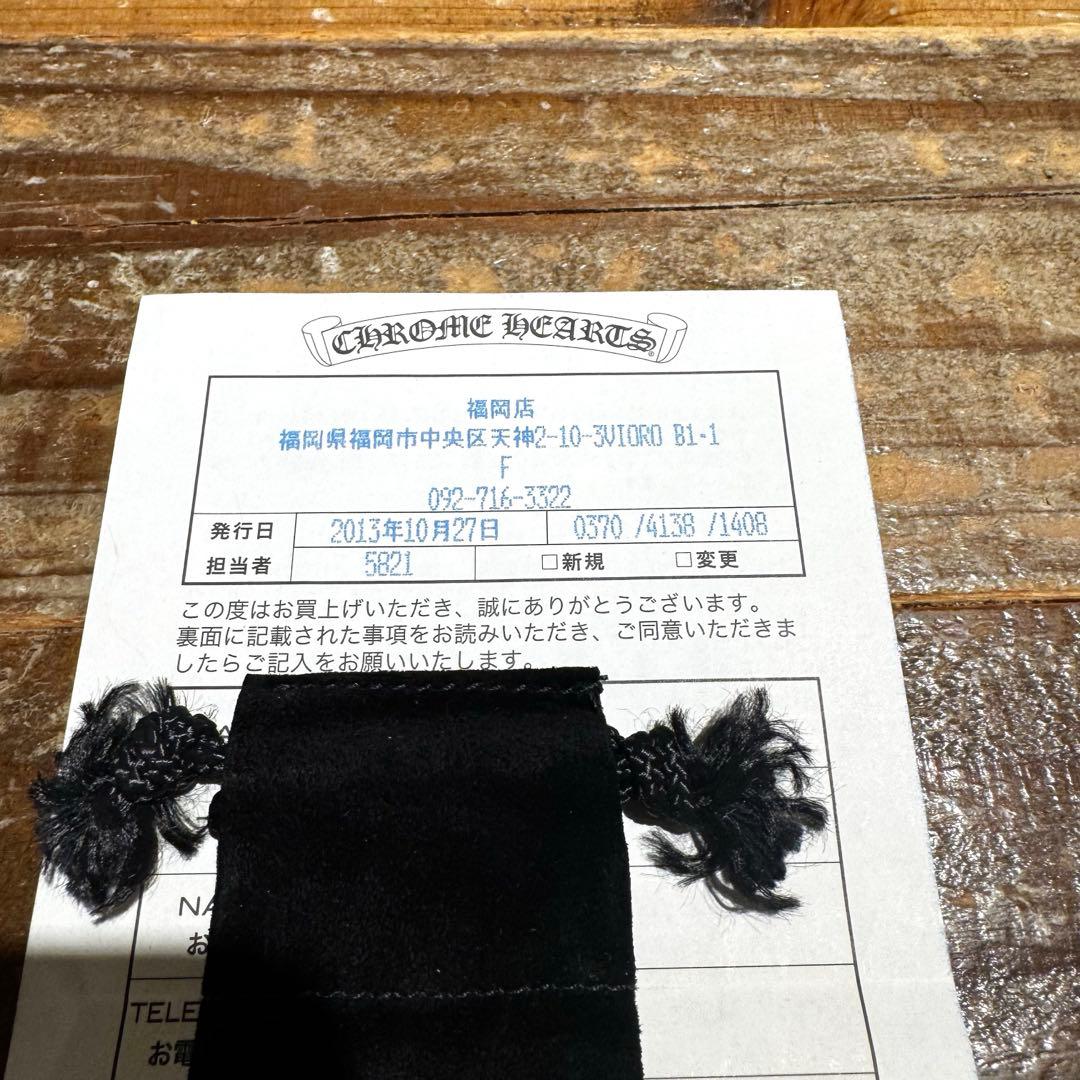 CHROME HEARTS
福岡店
福岡県福岡市中央区天神2-10-3VIORO B1・1
F
092-716-3322
発行日 2013年10月27日 0370 /4138 /1408
担当者 5821 □新規 □変更
この度はお買上げいただき、誠にありがとうございます。
裏面に記載された事項をお読みいただき、ご同意いただきま
したらご記入をお願いいたします。
NA
お
TELE
お電